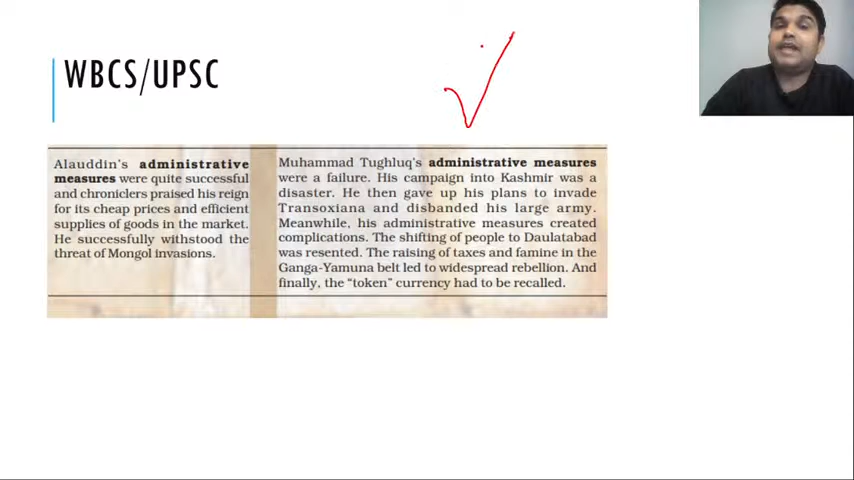 WBCS/UPSC
Alauddin's administrative
measures were quite successful
and chroniclers praised his reign
for its cheap prices and efficient
supplies of goods in the market.
He successfully withstood the
threat of Mongol invasions.
Muhammad Tughluq's administrative measures
were a failure. His campaign into Kashmir was a
disaster. He then gave up his plans to invade
Transoxiana and disbanded his large army.
Meanwhile, his administrative measures created
complications. The shifting of people to Daulatabad
was resented. The raising of taxes and famine in the
Ganga-Yamuna belt led to widespread rebellion. And
finally, the "token" currency had to be recalled.